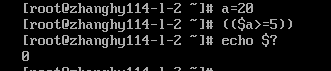 [root@zhanghy114-l-2 ~]# a=20
[root@zhanghy114-l-2 ~]# (($a>=5))
[root@zhanghy114-l-2 ~]# echo $?
0